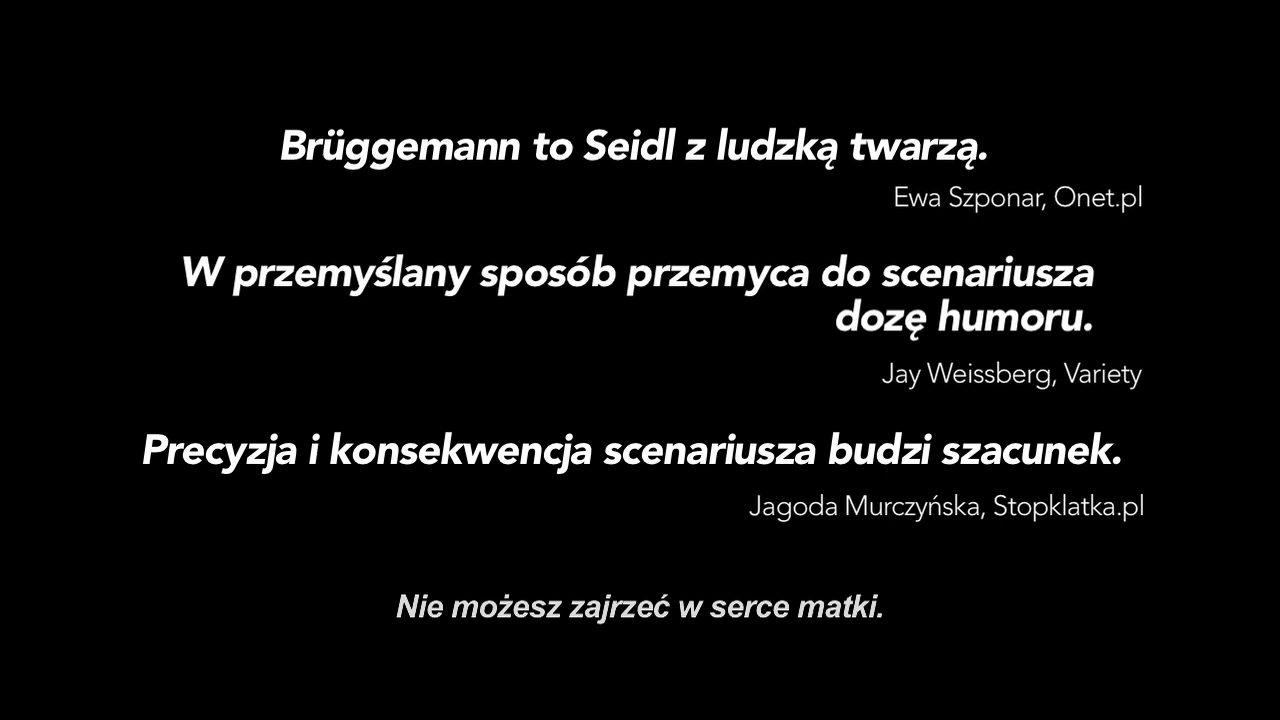 Brüggemann to Seidl z ludzką twarzą.
Ewa Szponar, Onet.pl
W przemyślany sposób przemyca do scenariusza
dozę humoru.
Jay Weissberg, Variety
Precyzja i konsekwencja scenariusza budzi szacunek.
Jagoda Murczyńska, Stopklatka.pl
Nie możesz zajrzeć w serce matki.